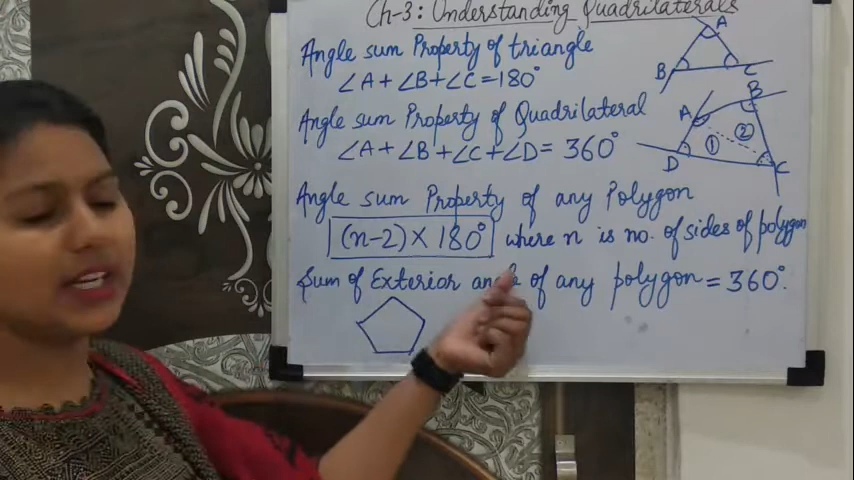 Ch-3: Understanding Quadrilaterals
Angle sum Property of triangle
∠A + ∠B + ∠C = 180°
A
B
C
Angle sum Property of Quadrilateral
∠A + ∠B + ∠C + ∠D = 360°
A
B
①
②
D
C
Angle sum Property of any Polygon
(n-2) × 180° where n is no. of sides of polygon
Sum of Exterior angle of any polygon = 360°.